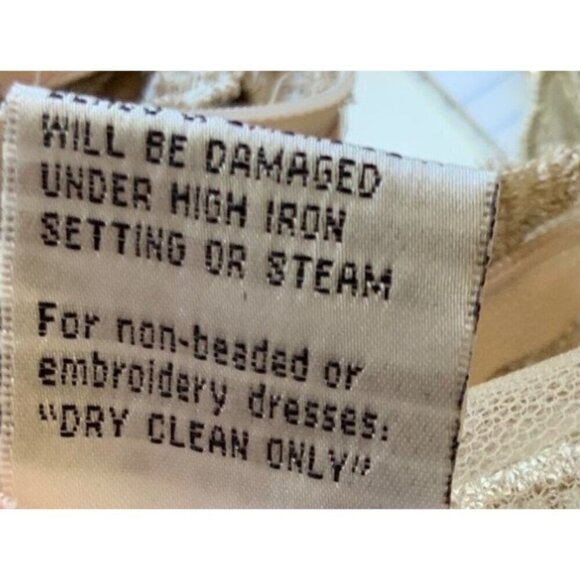 WILL BE DAMAGED
UNDER HIGH IRON
SETTING OR STEAM
For non-beaded or
embroidery dresses:
"DRY CLEAN ONLY"